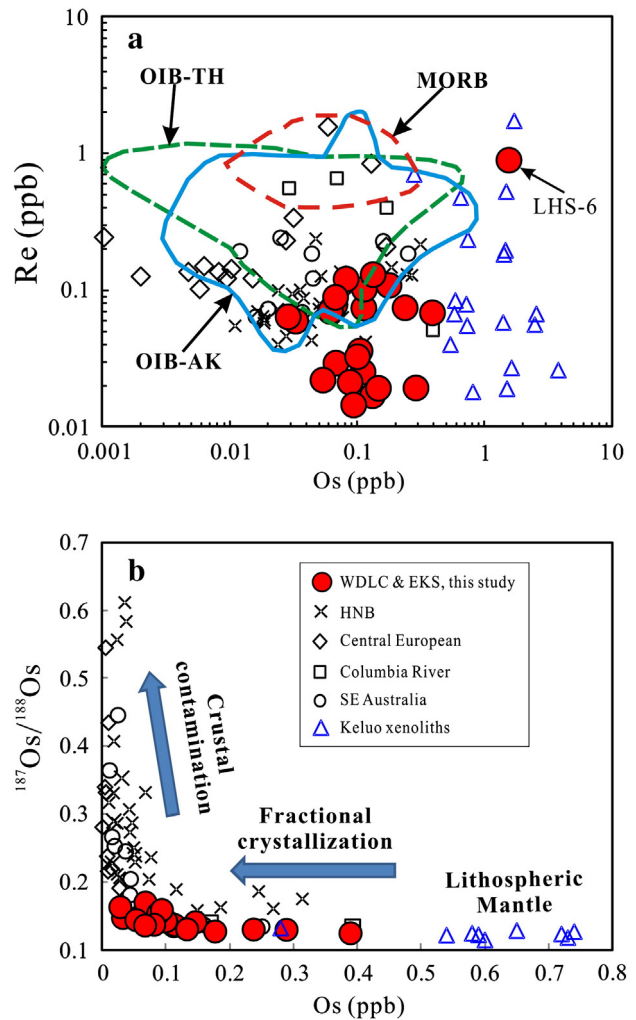 a
10
1
0.1
0.01
Re (ppb)
OIB-TH
MORB
LHS-6
OIB-AK
0.001
0.01
0.1
1
10
Os (ppb)
b
0.7
0.6
0.5
0.4
0.3
0.2
0.1
187Os/188Os
WDLC & EKS, this study
HNB
Central European
Columbia River
SE Australia
Keluo xenoliths
Crustal
contamination
Fractional
crystallization
Lithospheric
Mantle
0
0.1
0.2
0.3
0.4
0.5
0.6
0.7
0.8
Os (ppb)